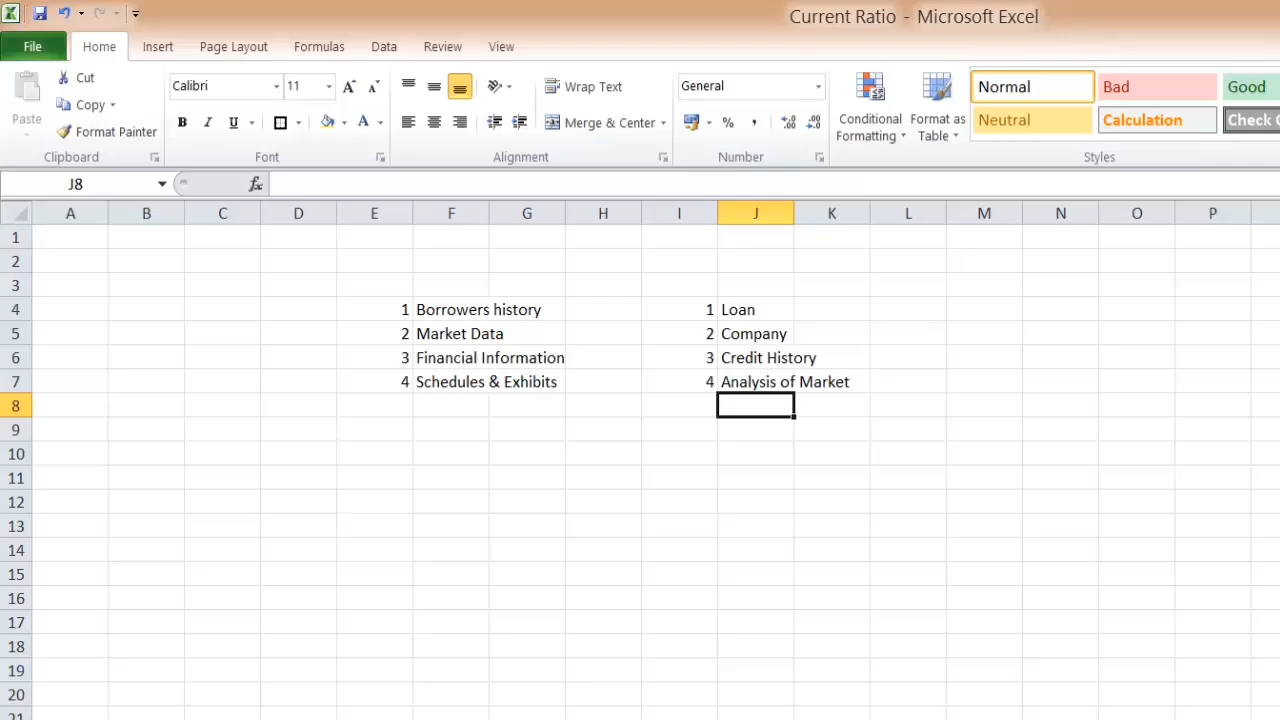 Current Ratio - Microsoft Excel
File Home Insert Page Layout Formulas Data Review View
Paste
Cut
Copy
Format Painter
Clipboard
Calibri 11
B I U
Font
Wrap Text
Merge & Center
Alignment
General
Number
Conditional Formatting
Format as Table
Normal Bad Good
Neutral Calculation Check
Styles
J8 fx
A B C D E F G H I J K L M N O P
1
2
3
4 1 Borrowers history 1 Loan
5 2 Market Data 2 Company
6 3 Financial Information 3 Credit History
7 4 Schedules & Exhibits 4 Analysis of Market
8
9
10
11
12
13
14
15
16
17
18
19
20
21